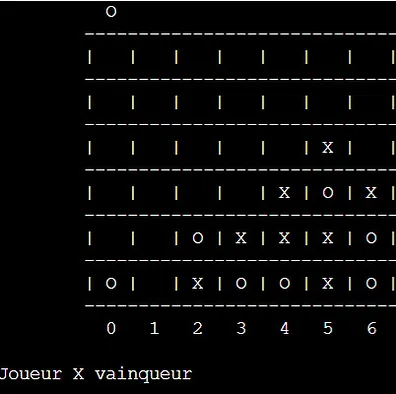 O
-----------------------------
| | | | | | | |
-----------------------------
| | | | | | | |
-----------------------------
| | | | | | X | |
-----------------------------
| | | | | X | O | X |
-----------------------------
| | | O | X | X | X | O |
-----------------------------
| O | | X | O | O | X | O |
-----------------------------
0 1 2 3 4 5 6
Joueur X vainqueur